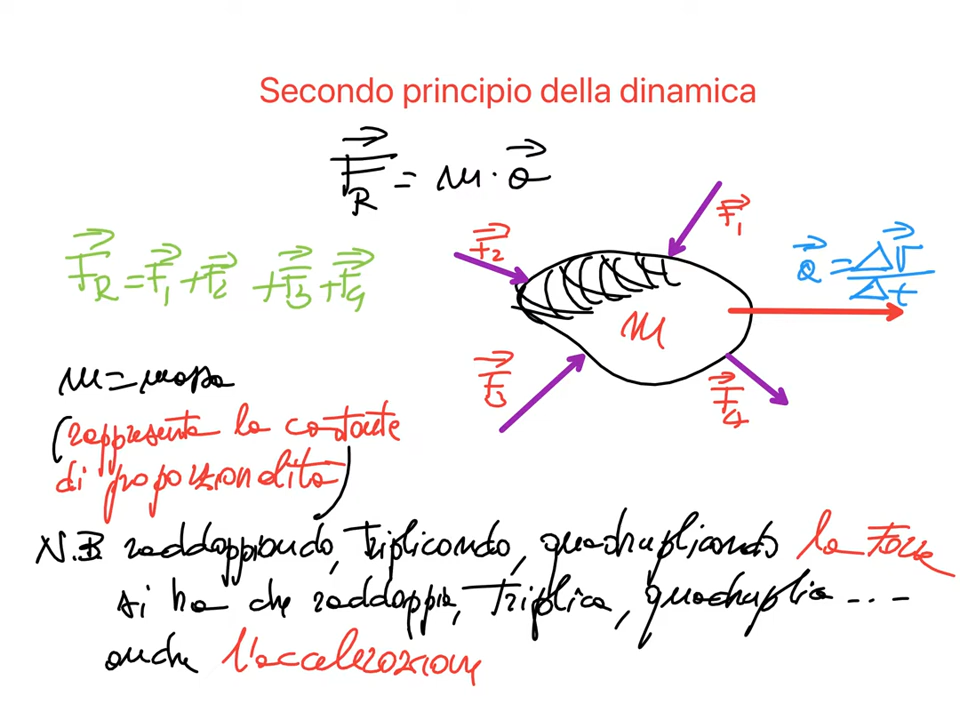 Secondo principio della dinamica
F⃗R = m · a⃗
F⃗1
F⃗2
a⃗ = Δv⃗ / Δt
F⃗R = F⃗1 + F⃗2 + F⃗3 + F⃗4
m
m = massa
F⃗3
F⃗4
(rappresenta la costante
di proporzionalità)
N.B raddoppiando, triplicando, quadruplicando la forza
si ha che raddoppia, triplica, quadruplica ....
anche l'accelerazione